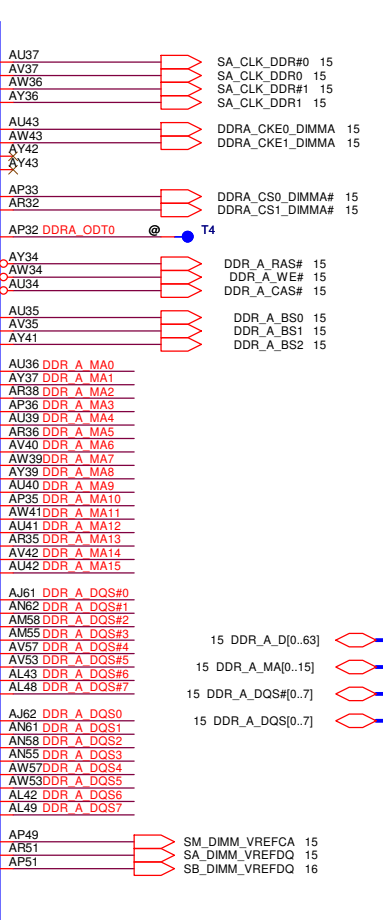 AU37 SA_CLK_DDR#0 15
AV37 SA_CLK_DDR0 15
AW36 SA_CLK_DDR#1 15
AY36 SA_CLK_DDR1 15
AU43 DDRA_CKE0_DIMMA 15
AW43 DDRA_CKE1_DIMMA 15
AY42
AY43
AP33 DDRA_CS0_DIMMA# 15
AR32 DDRA_CS1_DIMMA# 15
AP32 DDRA_ODT0 @ T4
AY34 DDR_A_RAS# 15
AW34 DDR_A_WE# 15
AU34 DDR_A_CAS# 15
AU35 DDR_A_BS0 15
AV35 DDR_A_BS1 15
AY41 DDR_A_BS2 15
AU36 DDR_A_MA0
AY37 DDR_A_MA1
AR38 DDR_A_MA2
AP36 DDR_A_MA3
AU39 DDR_A_MA4
AR36 DDR_A_MA5
AV40 DDR_A_MA6
AW39 DDR_A_MA7
AY39 DDR_A_MA8
AU40 DDR_A_MA9
AP35 DDR_A_MA10
AW41 DDR_A_MA11
AU41 DDR_A_MA12
AR35 DDR_A_MA13
AV42 DDR_A_MA14
AU42 DDR_A_MA15
AJ61 DDR_A_DQS#0
AN62 DDR_A_DQS#1
AM58 DDR_A_DQS#2
AM55 DDR_A_DQS#3
AV57 DDR_A_DQS#4
AV53 DDR_A_DQS#5
AL43 DDR_A_DQS#6
AL48 DDR_A_DQS#7
15 DDR_A_D[0..63]
15 DDR_A_MA[0..15]
15 DDR_A_DQS#[0..7]
15 DDR_A_DQS[0..7]
AJ62 DDR_A_DQS0
AN61 DDR_A_DQS1
AN58 DDR_A_DQS2
AN55 DDR_A_DQS3
AW57 DDR_A_DQS4
AW53 DDR_A_DQS5
AL42 DDR_A_DQS6
AL49 DDR_A_DQS7
AP49 SM_DIMM_VREFCA 15
AR51 SA_DIMM_VREFDQ 15
AP51 SB_DIMM_VREFDQ 16